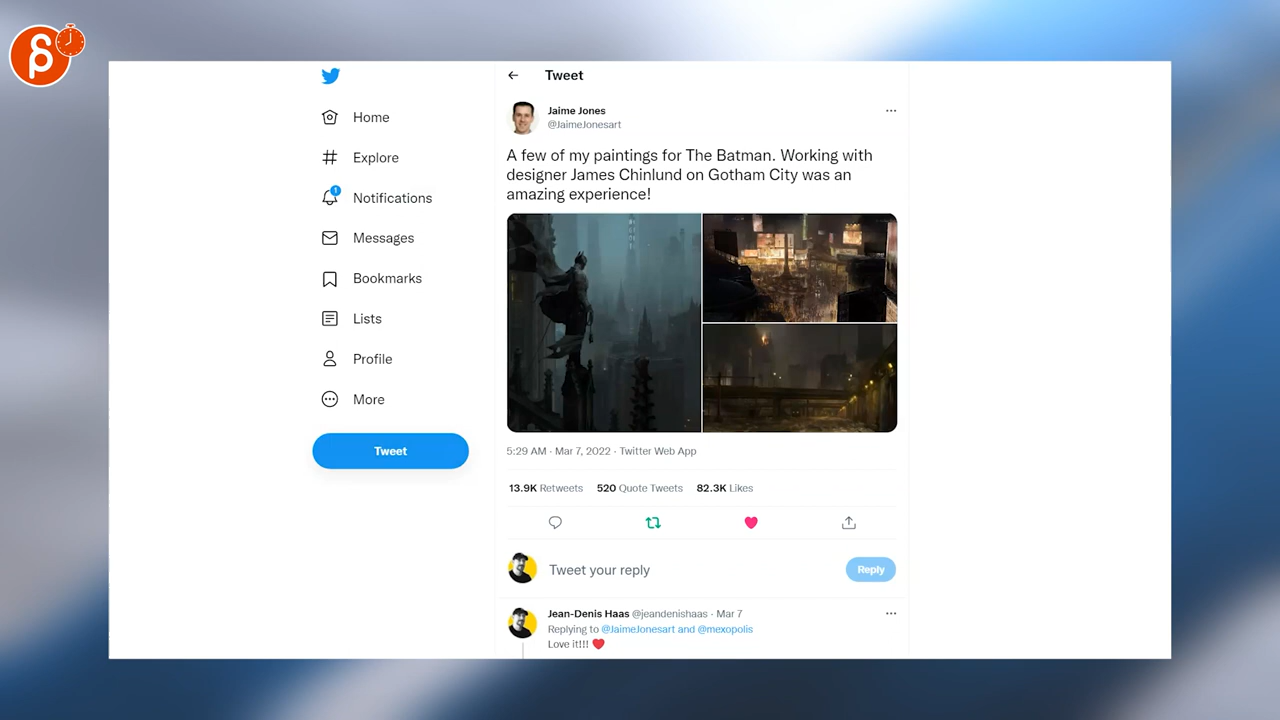 Tweet
Jaime Jones
@JaimeJonesart
Home
Explore
1
Notifications
Messages
Bookmarks
Lists
Profile
More
Tweet
A few of my paintings for The Batman. Working with
designer James Chinlund on Gotham City was an
amazing experience!
5:29 AM · Mar 7, 2022 · Twitter Web App
13.9K Retweets 520 Quote Tweets 82.3K Likes
Tweet your reply
Reply
Jean-Denis Haas @jeandenishaas · Mar 7
Replying to @JaimeJonesart and @mexopolis
Love it!!! ❤️